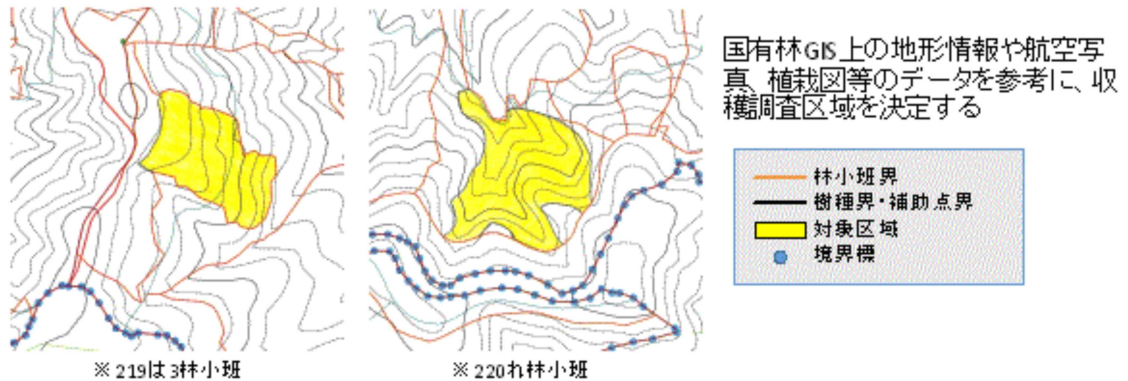 国有林GIS上の地形情報や航空写
真、植栽図等のデータを参考に、収
穫調査区域を決定する
林小班界
樹種界・補助点界
対象区域
境界標
※ 219は3林小班
※ 220れ林小班